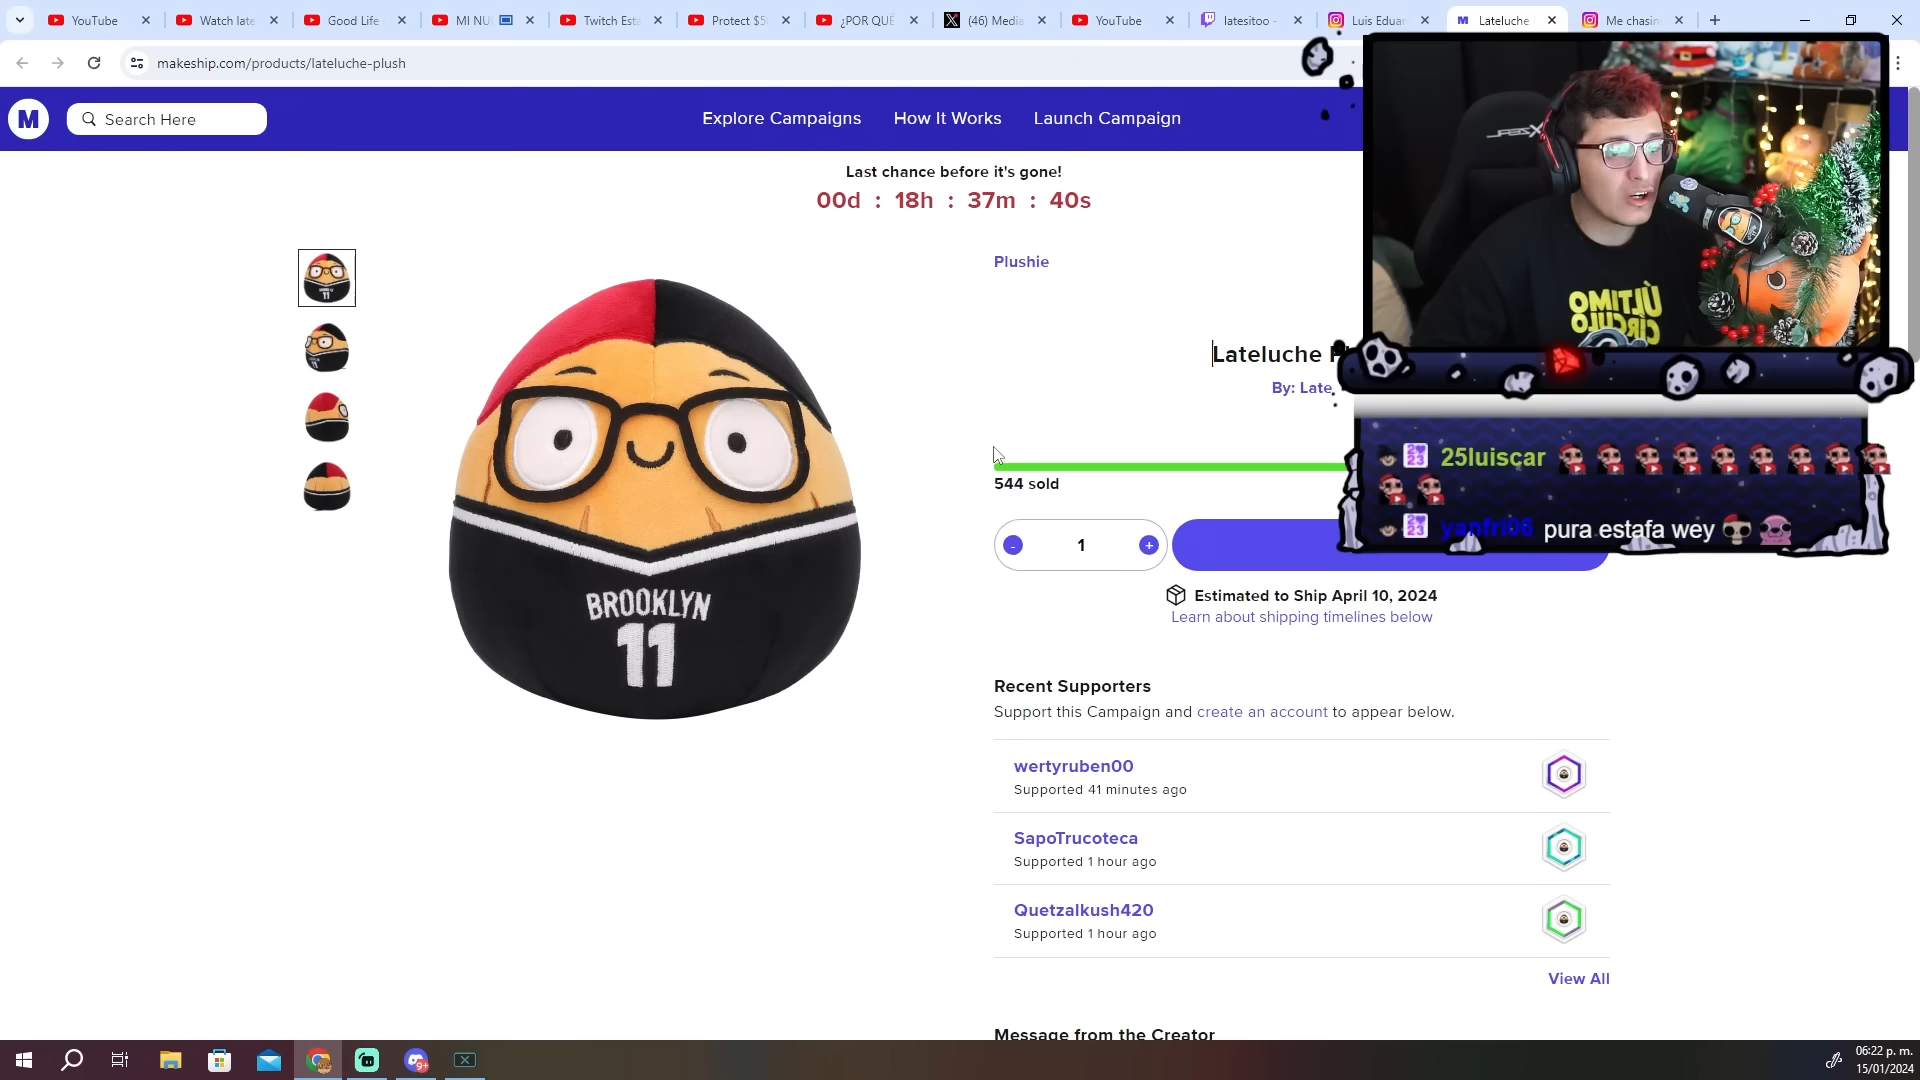 YouTube
Watch late
Good Life
MI NU
Twitch Esta
Protect $5
¿POR QUÉ
(46) Media
YouTube
latesitoo -
Luis Eduar
Lateluche
Me chasin
makeship.com/products/lateluche-plush
M
Search Here
Explore Campaigns
How It Works
Launch Campaign
Last chance before it's gone!
00d : 18h : 37m : 40s
Plushie
Lateluche
By: Late
544 sold
-
1
+
Estimated to Ship April 10, 2024
Learn about shipping timelines below
Recent Supporters
Support this Campaign and create an account to appear below.
wertyruben00
Supported 41 minutes ago
SapoTrucoteca
Supported 1 hour ago
Quetzalkush420
Supported 1 hour ago
View All
Message from the Creator
BROOKLYN
11
ÚLTIMO
CÍRCULO
25luiscar
yanfri06 pura estafa wey
06:22 p. m.
15/01/2024